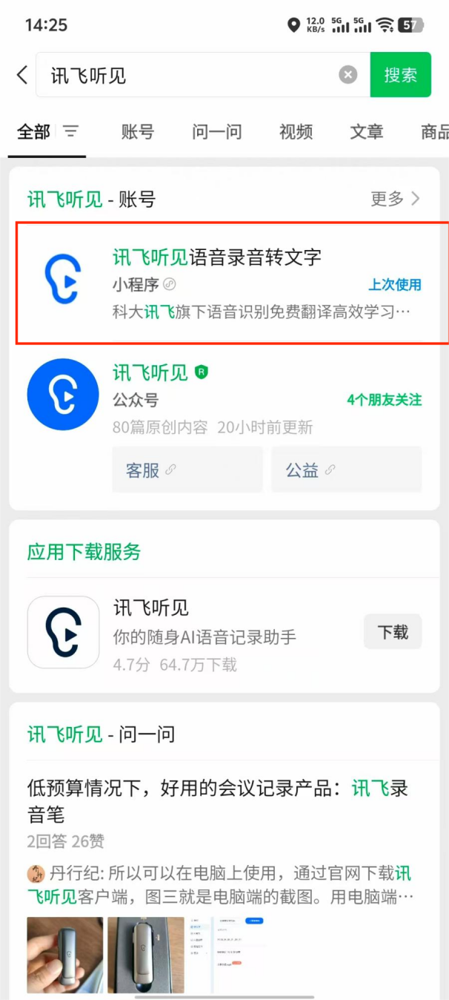 14:25
12.0 KB/s 5G 5G 57
讯飞听见 搜索
全部 账号 问一问 视频 文章 商品
讯飞听见 - 账号 更多
讯飞听见语音录音转文字
小程序 上次使用
科大讯飞旗下语音识别免费翻译高效学习…
讯飞听见 R
公众号 4个朋友关注
80篇原创内容 20小时前更新
客服 公益
应用下载服务
讯飞听见
你的随身AI语音记录助手 下载
4.7分 64.7万下载
讯飞听见 - 问一问
低预算情况下，好用的会议记录产品：讯飞录
音笔
2回答 26赞
丹行纪: 所以可以在电脑上使用，通过官网下载讯
飞听见客户端，图三就是电脑端的截图。用电脑端…